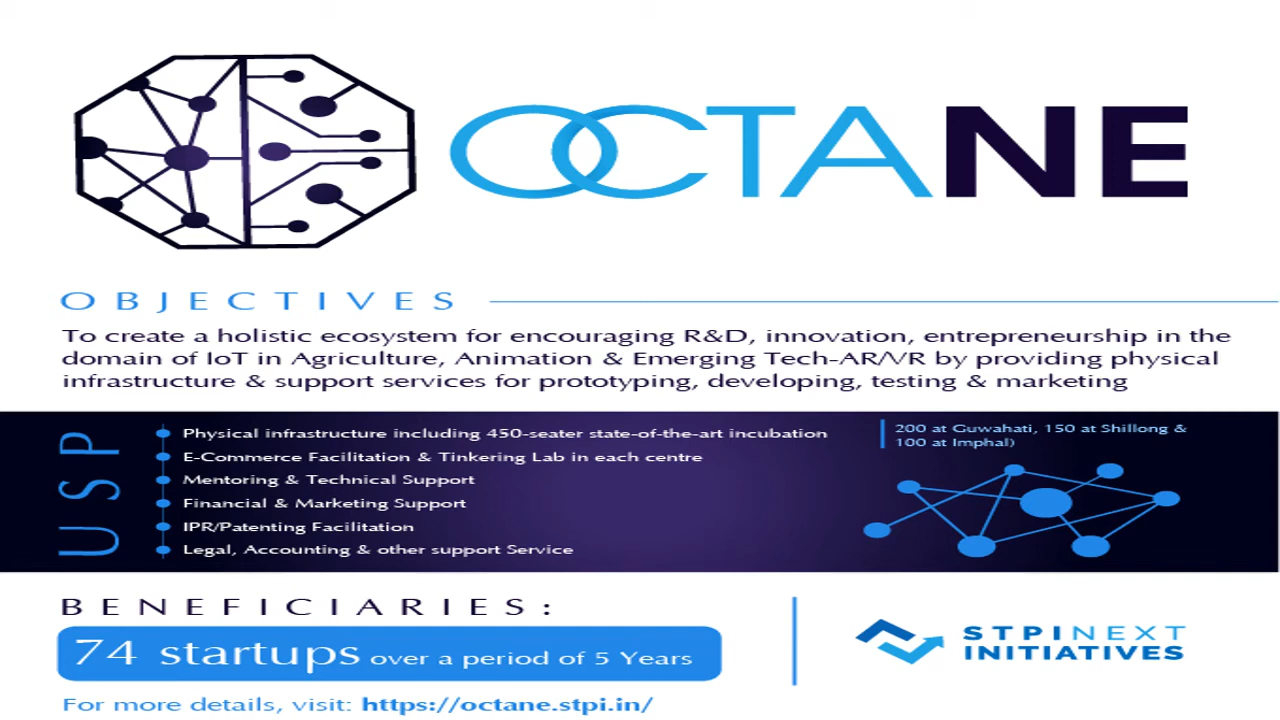 OCTANE
OBJECTIVES
To create a holistic ecosystem for encouraging R&D, innovation, entrepreneurship in the
domain of IoT in Agriculture, Animation & Emerging Tech-AR/VR by providing physical
infrastructure & support services for prototyping, developing, testing & marketing
USP
Physical infrastructure including 450-seater state-of-the-art incubation
E-Commerce Facilitation & Tinkering Lab in each centre
Mentoring & Technical Support
Financial & Marketing Support
IPR/Patenting Facilitation
Legal, Accounting & other support Service
200 at Guwahati, 150 at Shillong &
100 at Imphal)
BENEFICIARIES:
74 startups over a period of 5 Years
For more details, visit: https://octane.stpi.in/
STPINEXT
INITIATIVES